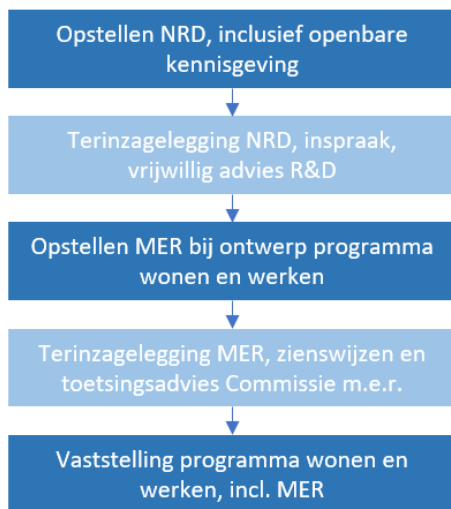 Opstellen NRD, inclusief openbare
kennisgeving
Terinzagelegging NRD, inspraak,
vrijwillig advies R&D
Opstellen MER bij ontwerp programma
wonen en werken
Terinzagelegging MER, zienswijzen en
toetsingsadvies Commissie m.e.r.
Vaststelling programma wonen en
werken, incl. MER